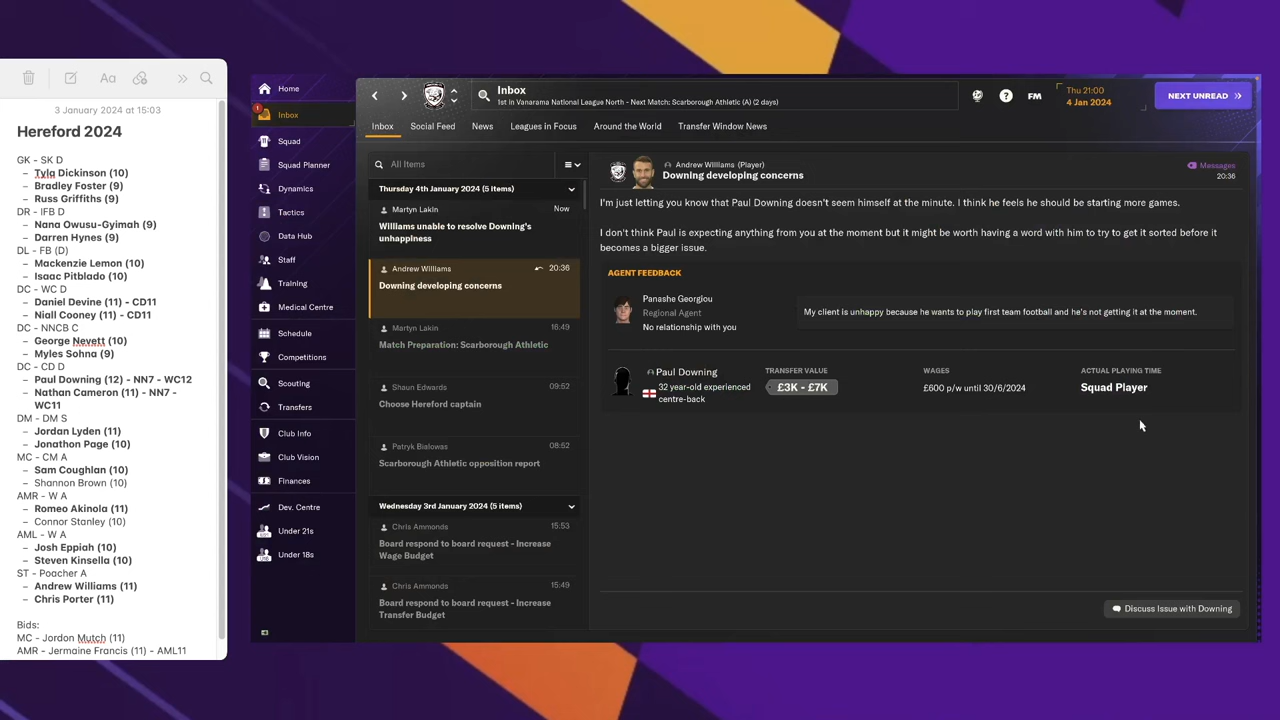 Aa
3 January 2024 at 15:03
Hereford 2024
GK - SK D
– Tyla Dickinson (10)
– Bradley Foster (9)
– Russ Griffiths (9)
DR - IFB D
– Nana Owusu-Gyimah (9)
– Darren Hynes (9)
DL - FB (D)
– Mackenzie Lemon (10)
– Isaac Pitblado (10)
DC - WC D
– Daniel Devine (11) - CD11
– Niall Cooney (11) - CD11
DC - NNCB C
– George Nevett (10)
– Myles Sohna (9)
DC - CD D
– Paul Downing (12) - NN7 - WC12
– Nathan Cameron (11) - NN7 -
WC11
DM - DM S
– Jordan Lyden (11)
– Jonathon Page (10)
MC - CM A
– Sam Coughlan (10)
– Shannon Brown (10)
AMR - W A
– Romeo Akinola (11)
– Connor Stanley (10)
AML - W A
– Josh Eppiah (10)
– Steven Kinsella (10)
ST - Poacher A
– Andrew Williams (11)
– Chris Porter (11)
Bids:
MC - Jordon Mutch (11)
AMR - Jermaine Francis (11) - AML11
Home
1
Inbox
Squad
Squad Planner
Dynamics
Tactics
Data Hub
Staff
Training
Medical Centre
Schedule
Competitions
Scouting
Transfers
Club Info
Club Vision
Finances
Dev. Centre
Under 21s
Under 18s
Inbox
1st in Vanarama National League North - Next Match: Scarborough Athletic (A) (2 days)
?
FM
Thu 21:00
4 Jan 2024
NEXT UNREAD
Inbox
Social Feed
News
Leagues in Focus
Around the World
Transfer Window News
All Items
Thursday 4th January 2024 (5 items)
Martyn Lakin
Now
Williams unable to resolve Downing's
unhappiness
Andrew Williams
20:36
Downing developing concerns
Martyn Lakin
16:49
Match Preparation: Scarborough Athletic
Shaun Edwards
09:52
Choose Hereford captain
Patryk Bialowas
08:52
Scarborough Athletic opposition report
Wednesday 3rd January 2024 (5 items)
Chris Ammonds
15:53
Board respond to board request - Increase
Wage Budget
Chris Ammonds
15:49
Board respond to board request - Increase
Transfer Budget
Andrew Williams (Player)
Downing developing concerns
Messages
20:36
I'm just letting you know that Paul Downing doesn't seem himself at the minute. I think he feels he should be starting more games.
I don't think Paul is expecting anything from you at the moment but it might be worth having a word with him to try to get it sorted before it
becomes a bigger issue.
AGENT FEEDBACK
Panashe Georgiou
Regional Agent
No relationship with you
My client is unhappy because he wants to play first team football and he's not getting it at the moment.
Paul Downing
32 year-old experienced
centre-back
TRANSFER VALUE
£3K - £7K
WAGES
£600 p/w until 30/6/2024
ACTUAL PLAYING TIME
Squad Player
Discuss Issue with Downing